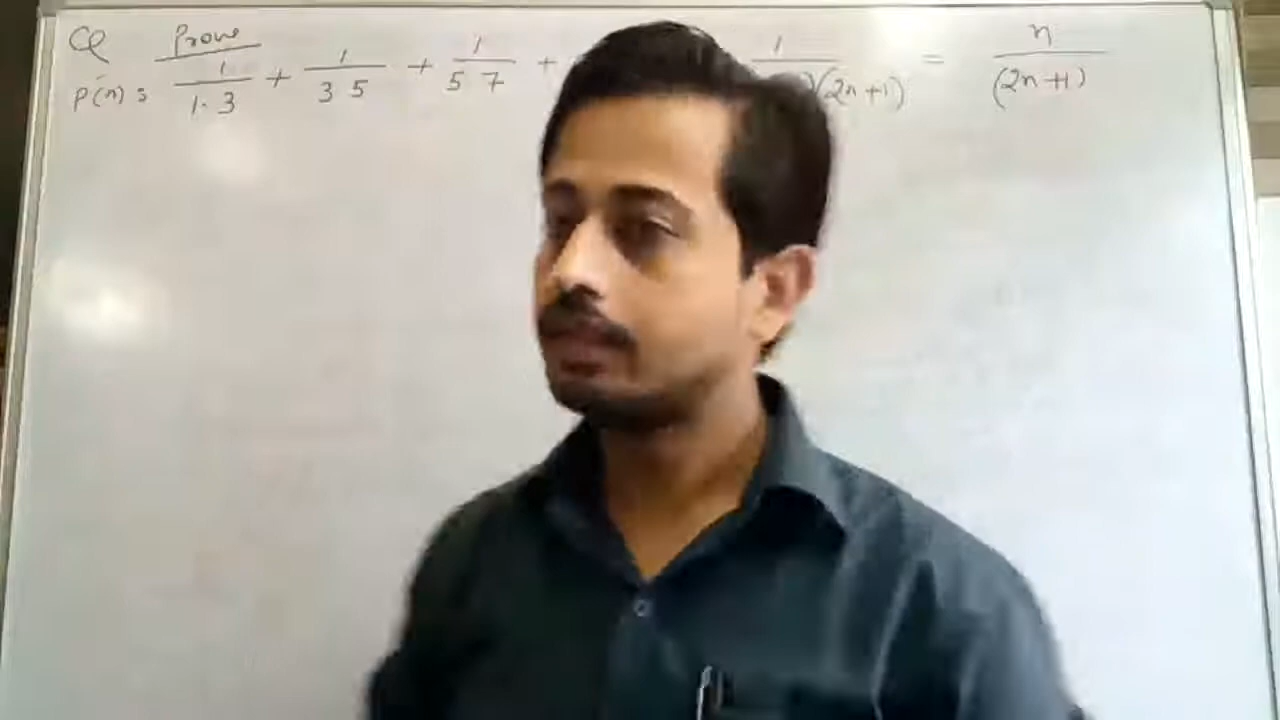 Q Prove
P(n) : 1/1.3 + 1/3 5 + 1/5 7 + 1/)(2n+1) = n/(2n+1)